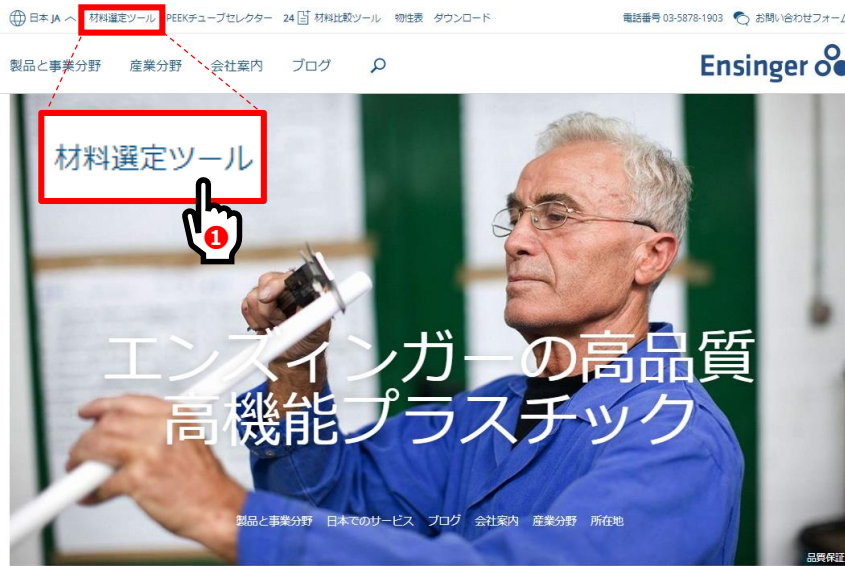 日本 JA へ 材料選定ツール PEEKチューブセレクター 24 材料比較ツール 物性表 ダウンロード 電話番号 03-5878-1903 お問い合わせフォーム
製品と事業分野 産業分野 会社案内 ブログ Ensinger
材料選定ツール
1
エンズィンガーの高品質
高機能プラスチック
製品と事業分野 日本でのサービス ブログ 会社案内 産業分野 所在地
品質保証